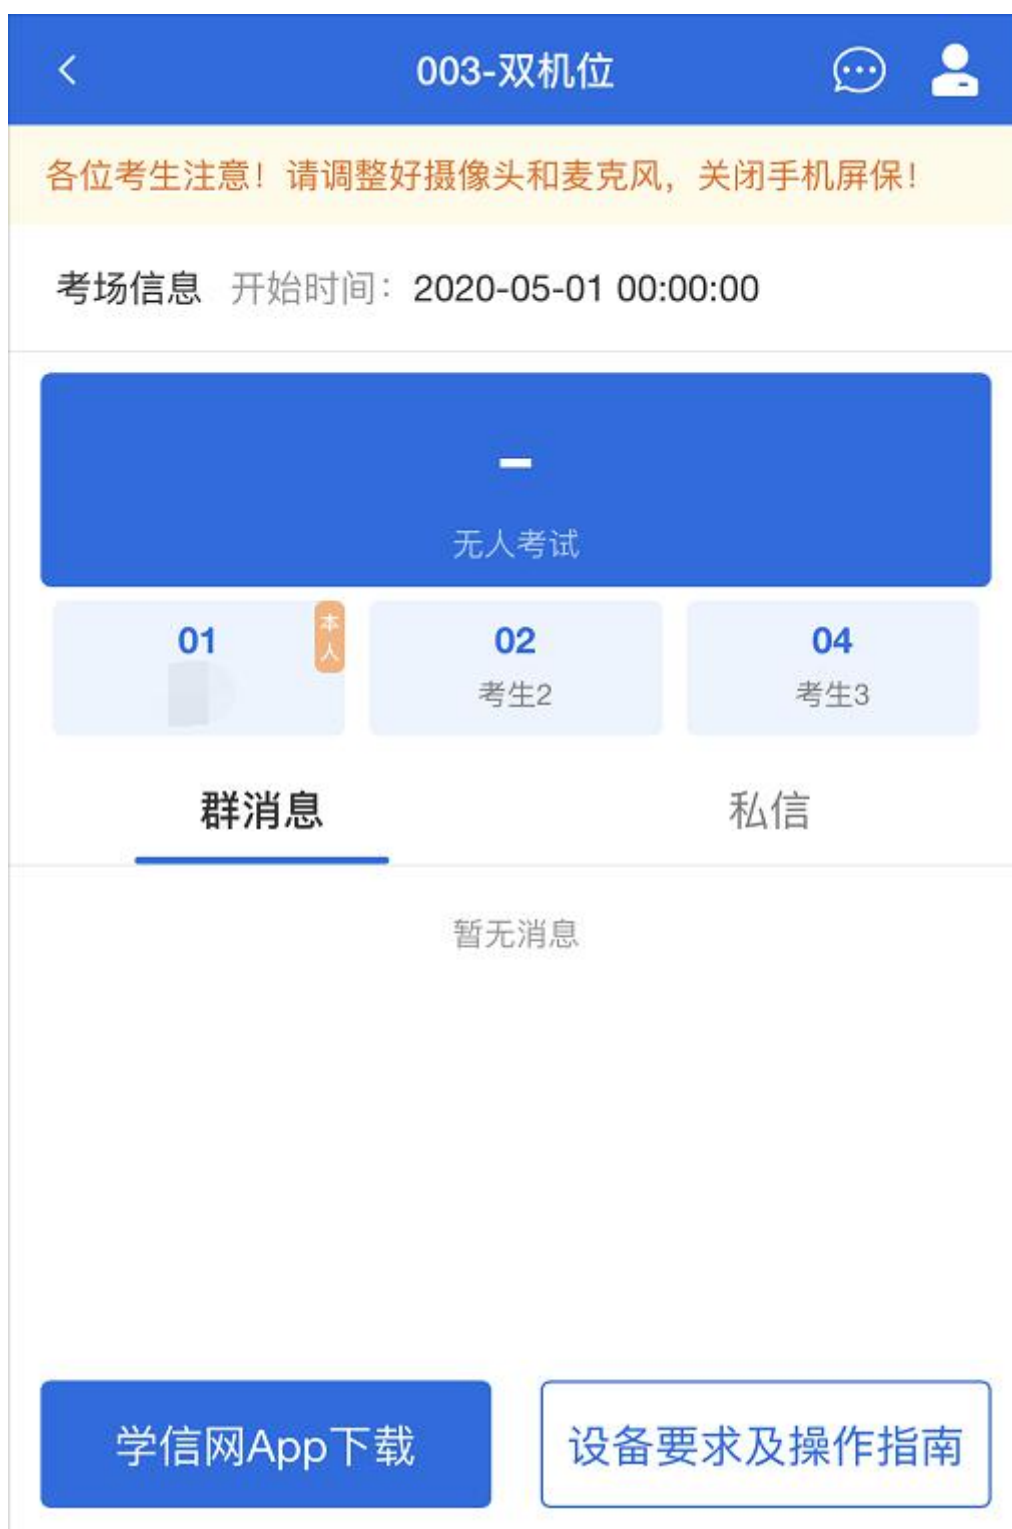 003-双机位
各位考生注意！请调整好摄像头和麦克风，关闭手机屏保！
考场信息 开始时间：2020-05-01 00:00:00
-
无人考试
01 本人
02
考生2
04
考生3
群消息 私信
暂无消息
学信网App下载 设备要求及操作指南